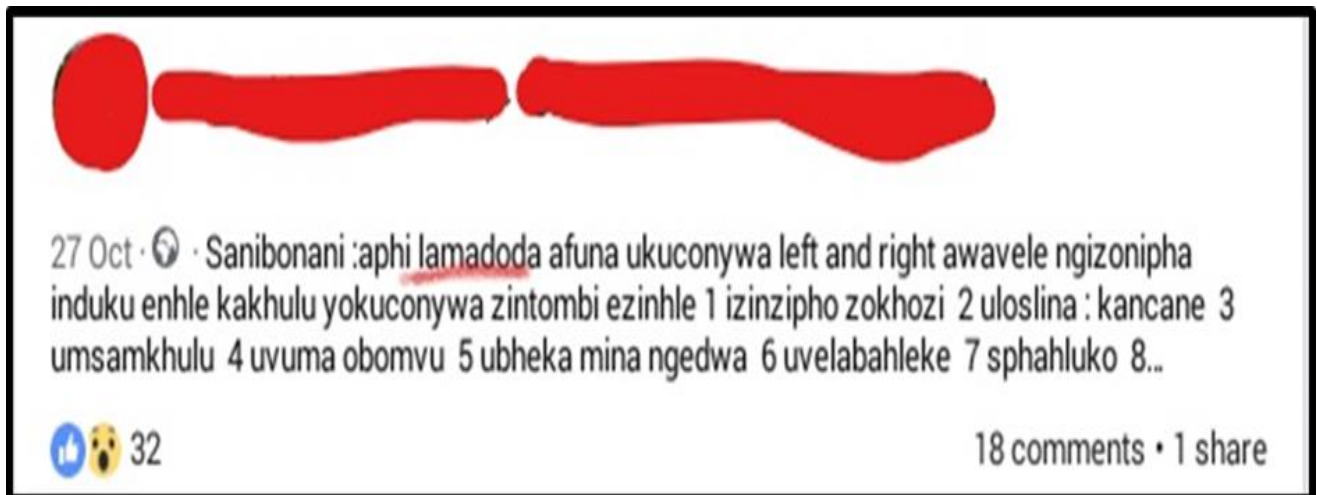 27 Oct · · Sanibonani :aphi lamadoda afuna ukuconywa left and right awavele ngizonipha
induku enhle kakhulu yokuconywa zintombi ezinhle 1 izinzipho zokhozi 2 uloslina : kancane 3
umsamkhulu 4 uvuma obomvu 5 ubheka mina ngedwa 6 uvelabahleke 7 sphahluko 8...
32 18 comments • 1 share